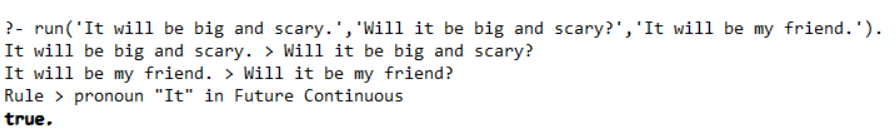 ?- run('It will be big and scary.','Will it be big and scary?','It will be my friend.').
It will be big and scary. > Will it be big and scary?
It will be my friend. > Will it be my friend?
Rule > pronoun "It" in Future Continuous
true.